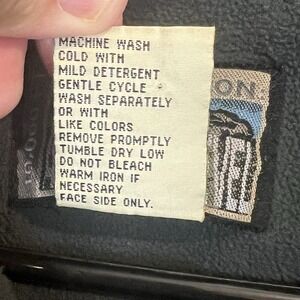 MACHINE WASH
COLD WITH
MILD DETERGENT
GENTLE CYCLE
WASH SEPARATELY
OR WITH
LIKE COLORS
REMOVE PROMPTLY
TUMBLE DRY LOW
DO NOT BLEACH
WARM IRON IF
NECESSARY
FACE SIDE ONLY.
ON